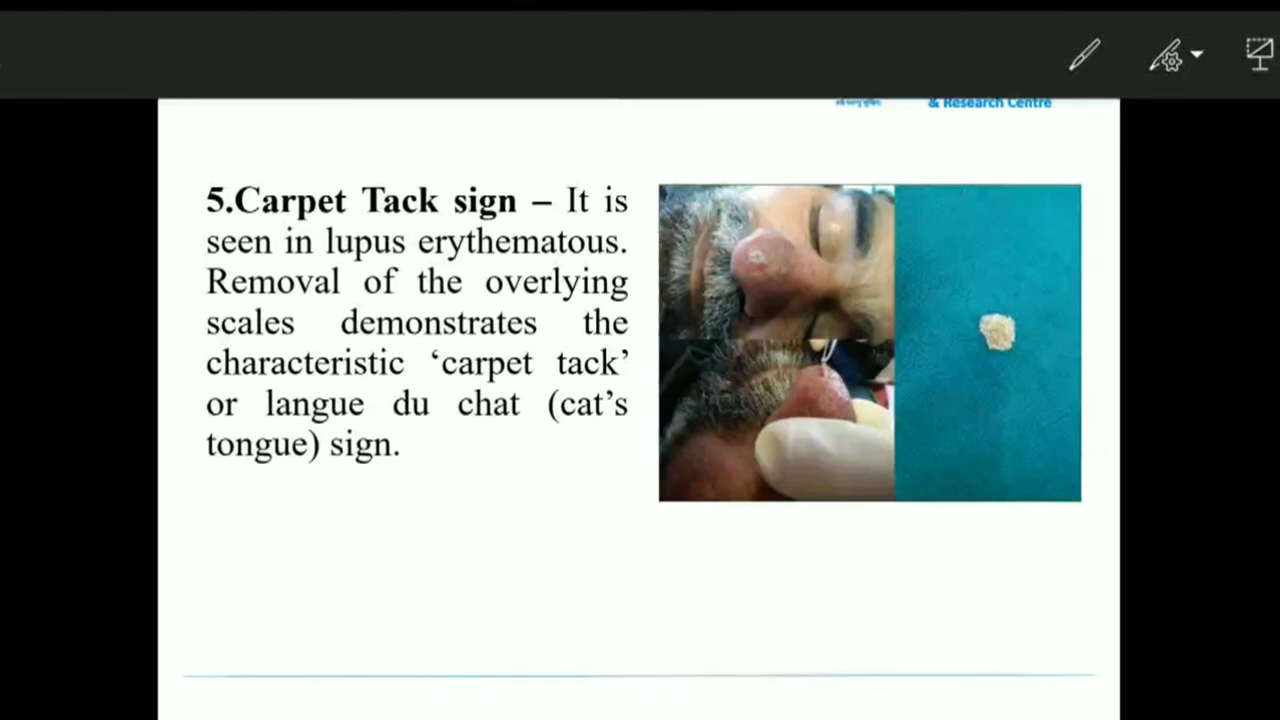 & Research Centre
5.Carpet Tack sign – It is
seen in lupus erythematous.
Removal of the overlying
scales demonstrates the
characteristic ‘carpet tack’
or langue du chat (cat’s
tongue) sign.